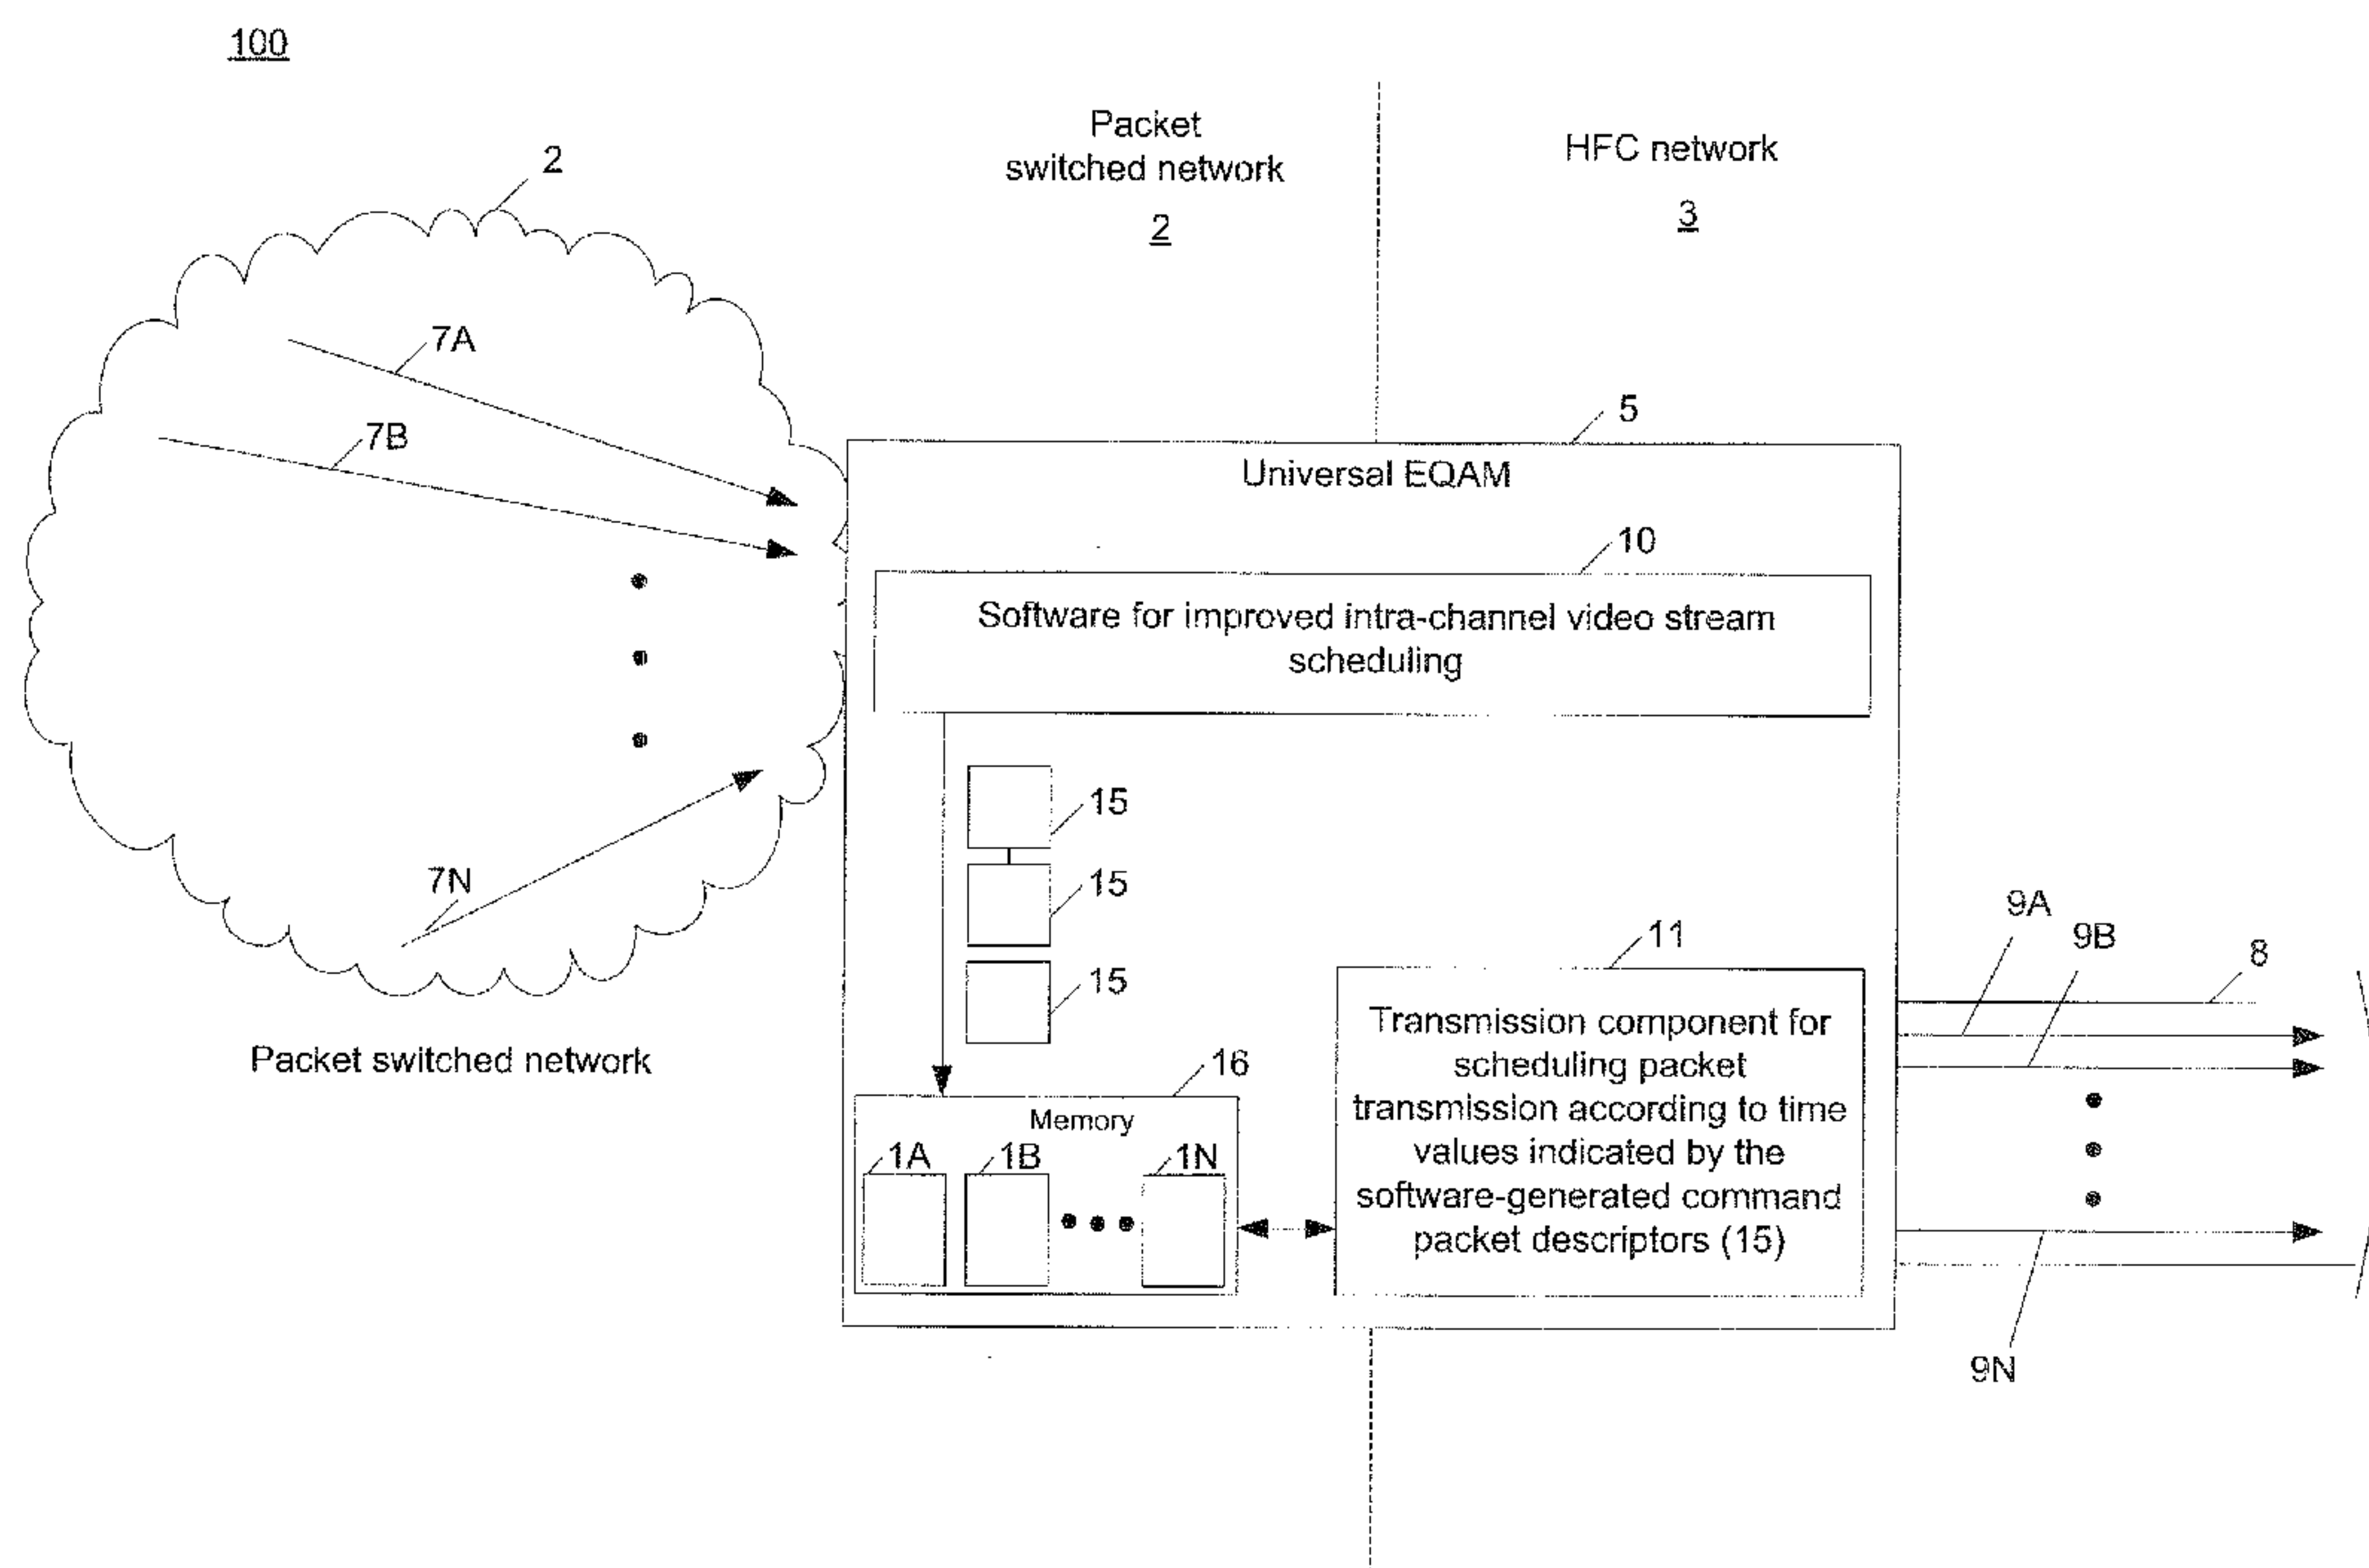 100
Packet
switched network
2
HFC network
3
2
7A
7B
7N
Packet switched network
5
Universal EQAM
10
Software for improved intra-channel video stream
scheduling
15
15
15
16
Memory
1A
1B
1N
11
Transmission component for
scheduling packet
transmission according to time
values indicated by the
software-generated command
packet descriptors (15)
9A
9B
8
9N